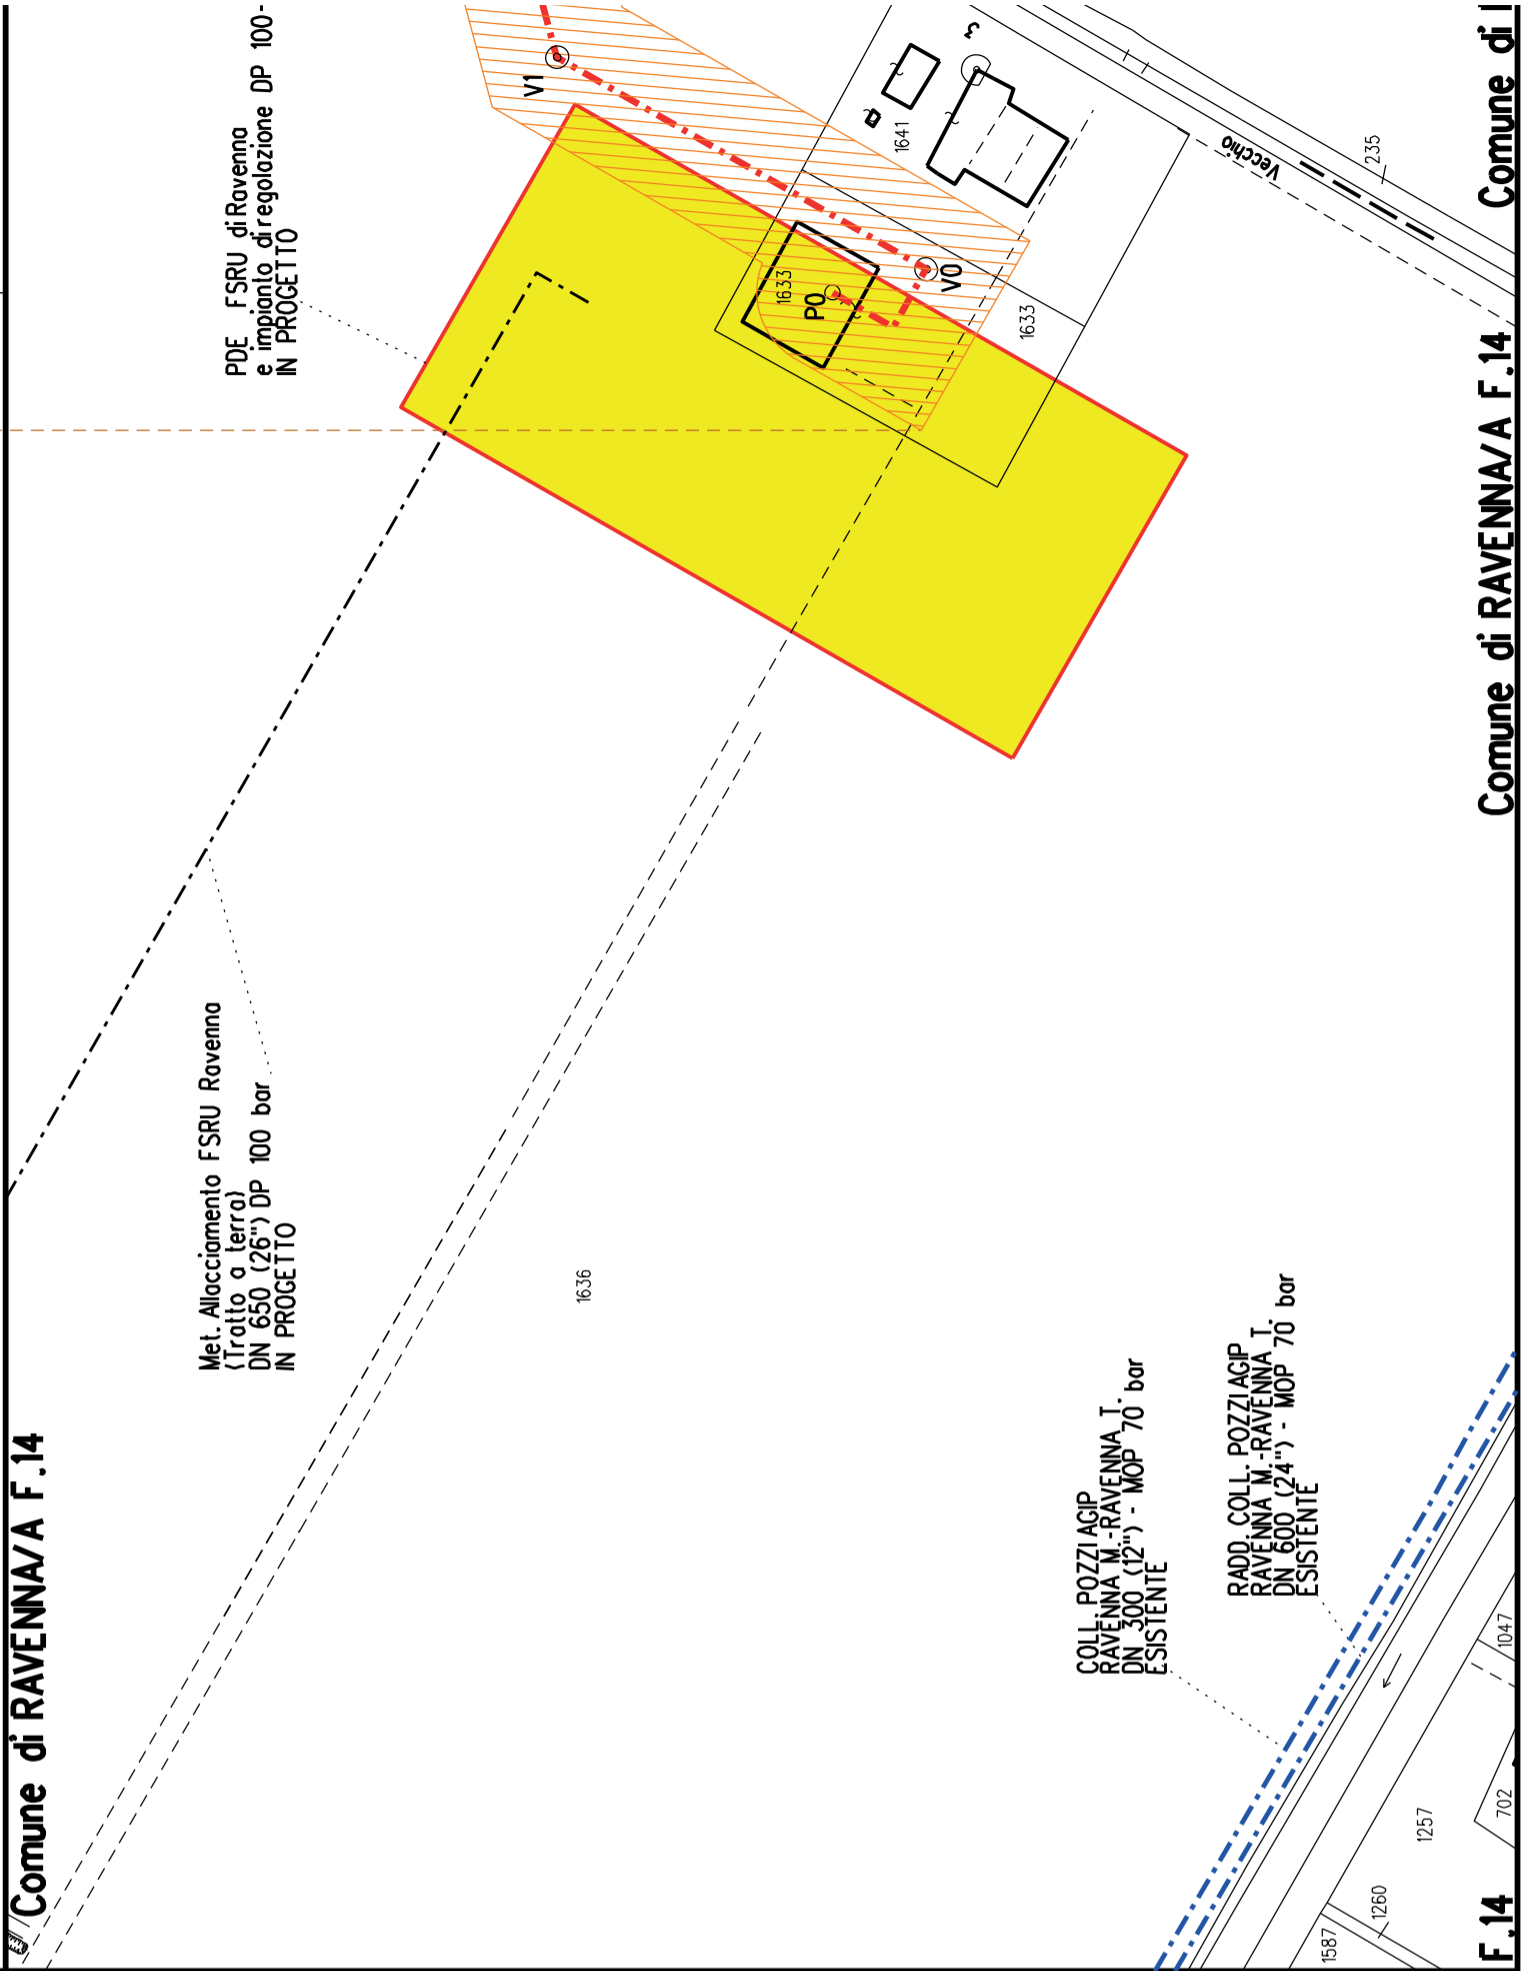 Comune di RAVENNA/A F.14
Met. Allacciamento FSRU Ravenna
(Tratto a terra)
DN 650 (26") DP 100 bar
IN PROGETTO
PDE FSRU di Ravenna
e impianto di regolazione DP 100-
IN PROGETTO
V1
1636
1633
P0
V0
1633
1641
3
Vecchio
235
COLL. POZZI AGIP
RAVENNA M.-RAVENNA T.
DN 300 (12") - MOP 70 bar
ESISTENTE
RADD. COLL. POZZI AGIP
RAVENNA M.-RAVENNA T.
DN 600 (24") - MOP 70 bar
ESISTENTE
1587
1260
1257
702
1047
F.14
Comune di RAVENNA/A F.14
Comune di